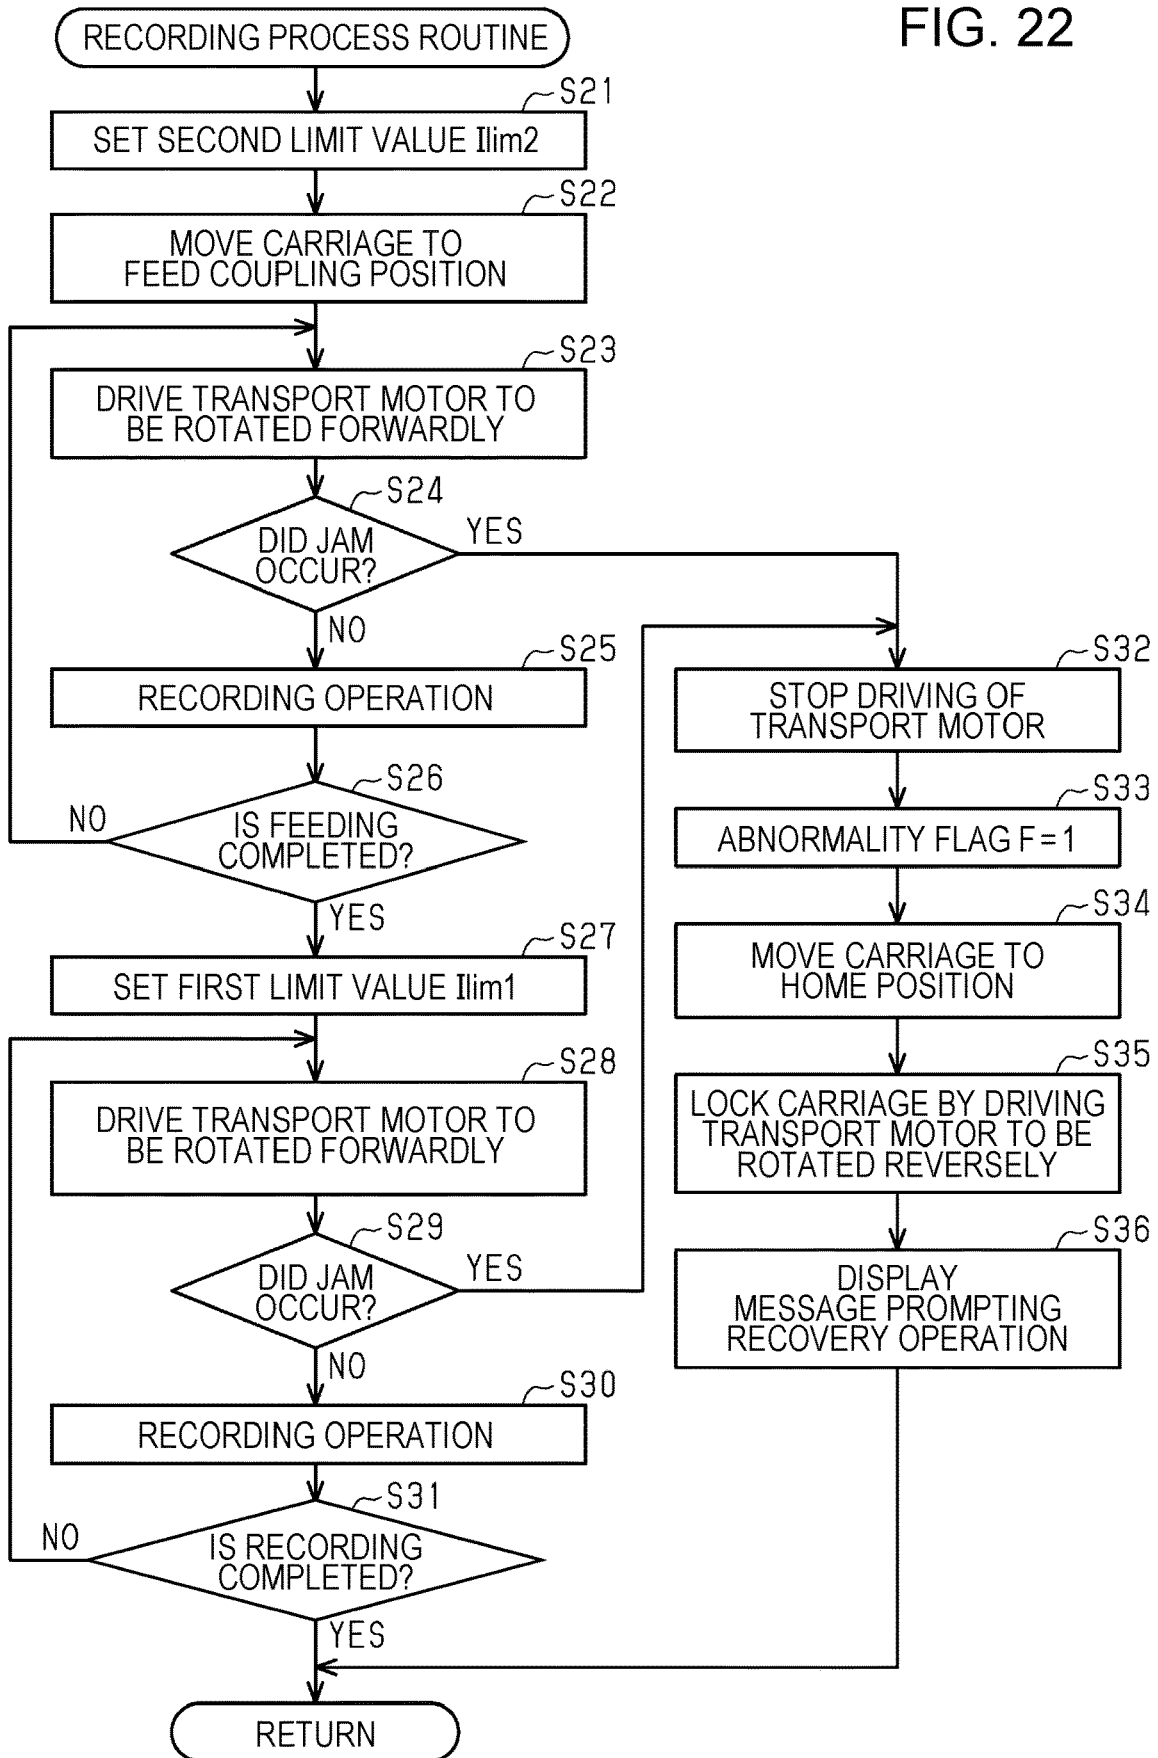 FIG. 22
RECORDING PROCESS ROUTINE
S21
SET SECOND LIMIT VALUE Ilim2
S22
MOVE CARRIAGE TO
FEED COUPLING POSITION
S23
DRIVE TRANSPORT MOTOR TO
BE ROTATED FORWARDLY
S24
DID JAM
OCCUR?
YES
NO
S25
RECORDING OPERATION
S26
IS FEEDING
COMPLETED?
NO
YES
S27
SET FIRST LIMIT VALUE Ilim1
S28
DRIVE TRANSPORT MOTOR TO
BE ROTATED FORWARDLY
S29
DID JAM
OCCUR?
YES
NO
S30
RECORDING OPERATION
S31
IS RECORDING
COMPLETED?
NO
YES
S32
STOP DRIVING OF
TRANSPORT MOTOR
S33
ABNORMALITY FLAG F = 1
S34
MOVE CARRIAGE TO
HOME POSITION
S35
LOCK CARRIAGE BY DRIVING
TRANSPORT MOTOR TO BE
ROTATED REVERSELY
S36
DISPLAY
MESSAGE PROMPTING
RECOVERY OPERATION
RETURN